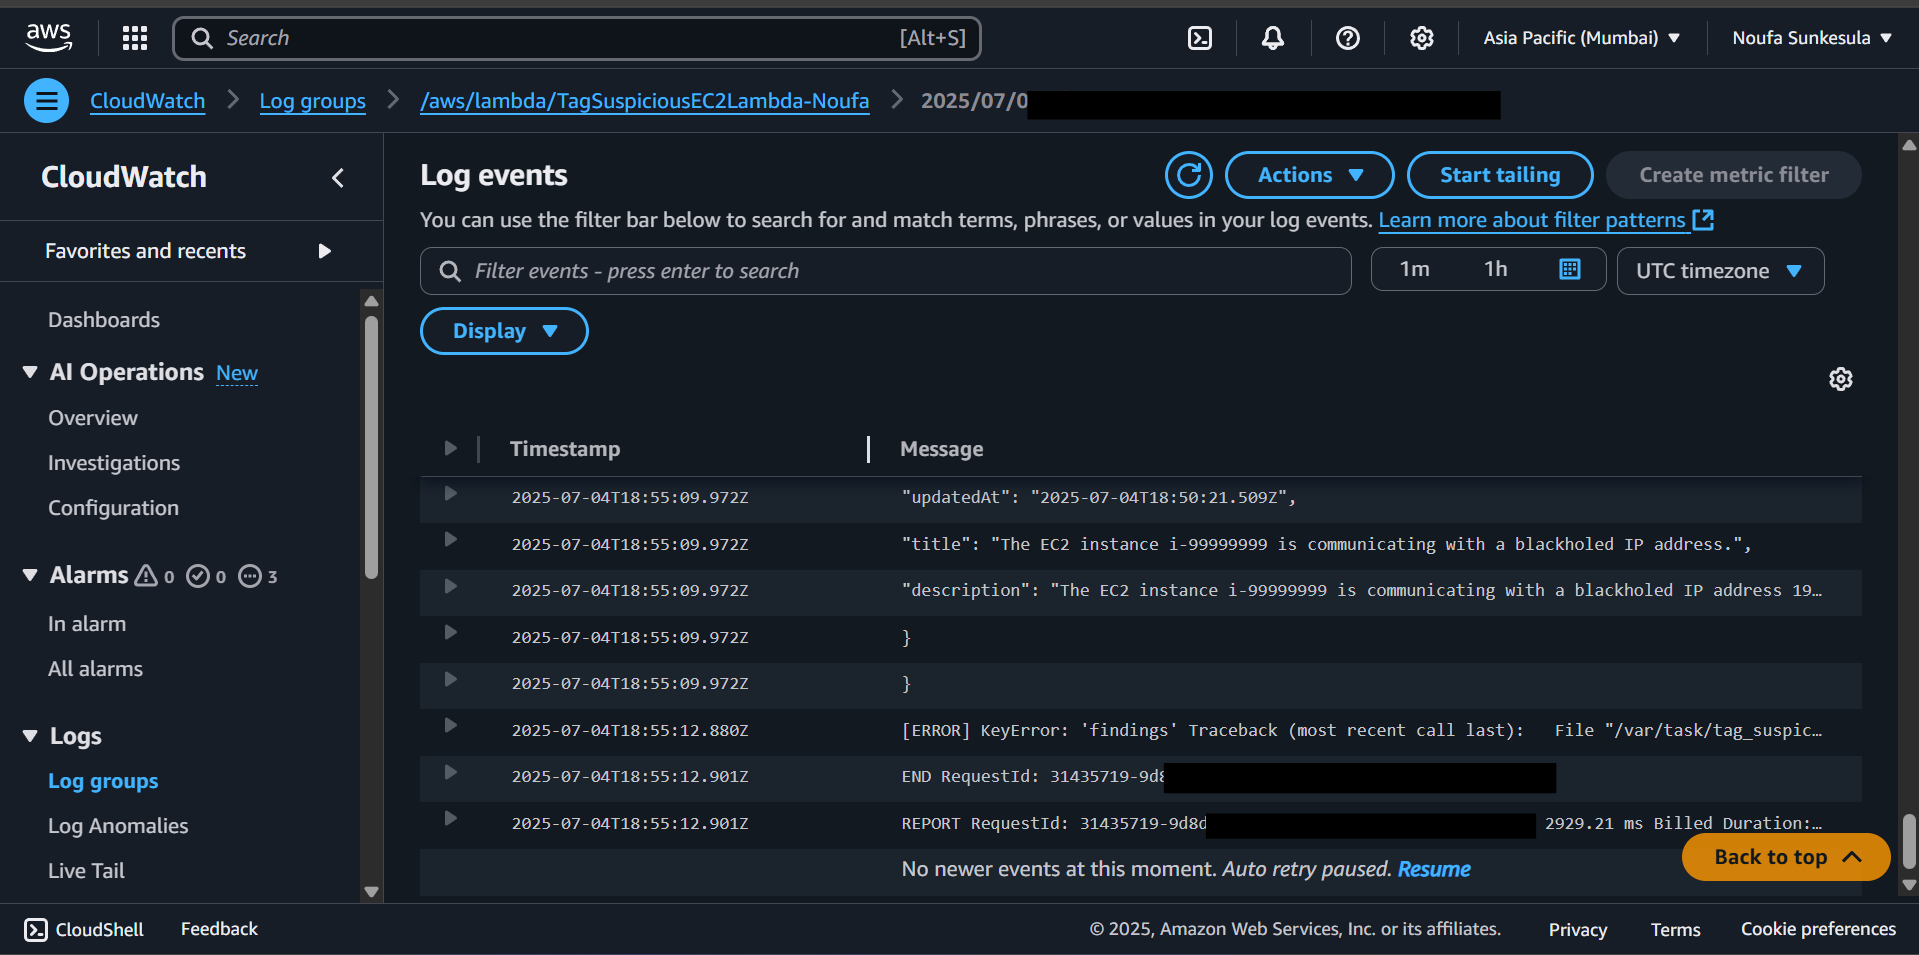 aws
Search [Alt+S]
Asia Pacific (Mumbai)
Noufa Sunkesula
CloudWatch
Log groups
/aws/lambda/TagSuspiciousEC2Lambda-Noufa
2025/07/0
CloudWatch
Favorites and recents
Dashboards
AI Operations New
Overview
Investigations
Configuration
Alarms 0 0 3
In alarm
All alarms
Logs
Log groups
Log Anomalies
Live Tail
Log events
Actions
Start tailing
Create metric filter
You can use the filter bar below to search for and match terms, phrases, or values in your log events. Learn more about filter patterns
Filter events - press enter to search
1m 1h
UTC timezone
Display
Timestamp Message
2025-07-04T18:55:09.972Z "updatedAt": "2025-07-04T18:50:21.509Z",
2025-07-04T18:55:09.972Z "title": "The EC2 instance i-99999999 is communicating with a blackholed IP address.",
2025-07-04T18:55:09.972Z "description": "The EC2 instance i-99999999 is communicating with a blackholed IP address 19…
2025-07-04T18:55:09.972Z }
2025-07-04T18:55:09.972Z }
2025-07-04T18:55:12.880Z [ERROR] KeyError: 'findings' Traceback (most recent call last): File "/var/task/tag_suspic…
2025-07-04T18:55:12.901Z END RequestId: 31435719-9d8
2025-07-04T18:55:12.901Z REPORT RequestId: 31435719-9d8d 2929.21 ms Billed Duration:…
No newer events at this moment. Auto retry paused. Resume
Back to top
CloudShell
Feedback
© 2025, Amazon Web Services, Inc. or its affiliates.
Privacy
Terms
Cookie preferences